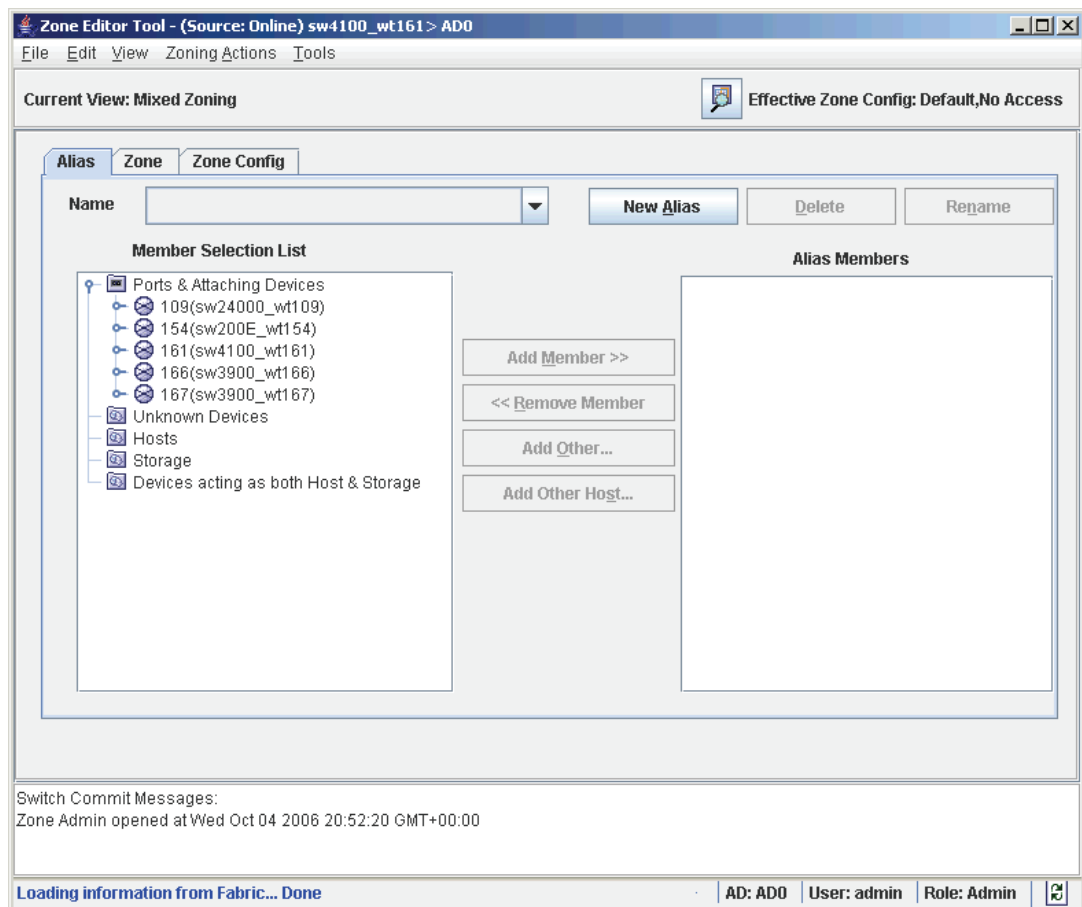 Zone Editor Tool - (Source: Online) sw4100_wt161> AD0
File Edit View Zoning Actions Tools
Current View: Mixed Zoning
Effective Zone Config: Default,No Access
Alias Zone Zone Config
Name
New Alias
Delete
Rename
Member Selection List
Alias Members
Ports & Attaching Devices
109(sw24000_wt109)
154(sw200E_wt154)
161(sw4100_wt161)
166(sw3900_wt166)
167(sw3900_wt167)
Unknown Devices
Hosts
Storage
Devices acting as both Host & Storage
Add Member >>
<< Remove Member
Add Other...
Add Other Host...
Switch Commit Messages:
Zone Admin opened at Wed Oct 04 2006 20:52:20 GMT+00:00
Loading information from Fabric... Done
AD: AD0 User: admin Role: Admin